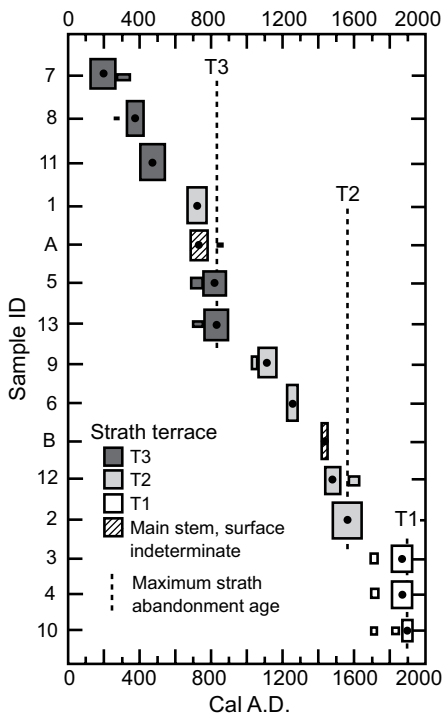 0 400 800 1200 1600 2000
T3
7
8
11
1
T2
A
5
13
9
6
Sample ID
Strath terrace
B
T3
T2
12
T1
2
T1
Main stem, surface
indeterminate
3
Maximum strath
abandonment age
4
10
0 400 800 1200 1600 2000
Cal A.D.